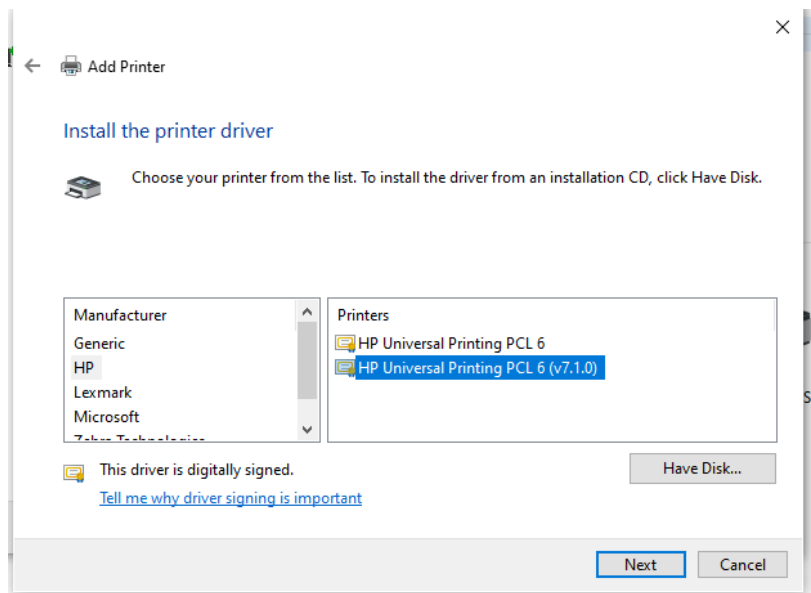 Add Printer
Install the printer driver
Choose your printer from the list. To install the driver from an installation CD, click Have Disk.
Manufacturer
Generic
HP
Lexmark
Microsoft
Zebra Technologies
Printers
HP Universal Printing PCL 6
HP Universal Printing PCL 6 (v7.1.0)
This driver is digitally signed.
Have Disk...
Tell me why driver signing is important
Next
Cancel